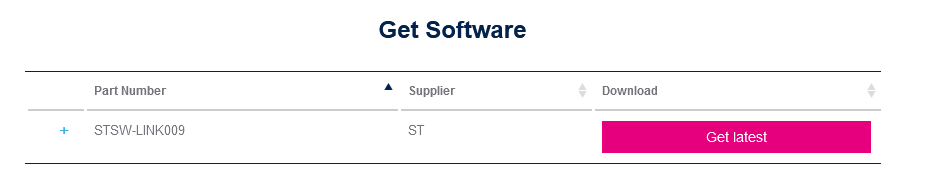 Get Software
Part Number Supplier Download
+ STSW-LINK009 ST Get latest